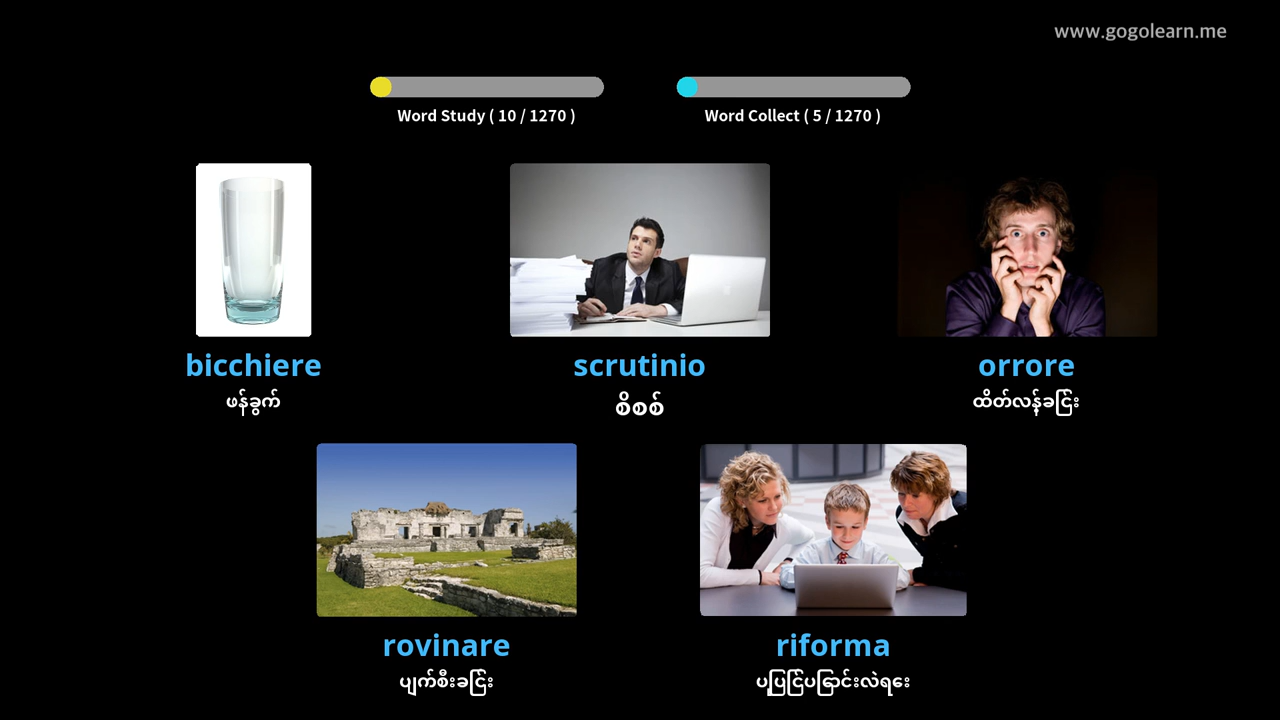 www.gogolearn.me
Word Study ( 10 / 1270 )
Word Collect ( 5 / 1270 )
bicchiere
ဖန်ခွက်
scrutinio
စိစစ်
orrore
ထိတ်လန့်ခြင်း
rovinare
ပျက်စီးခြင်း
riforma
ပြုပြင်ပြောင်းလဲရေး